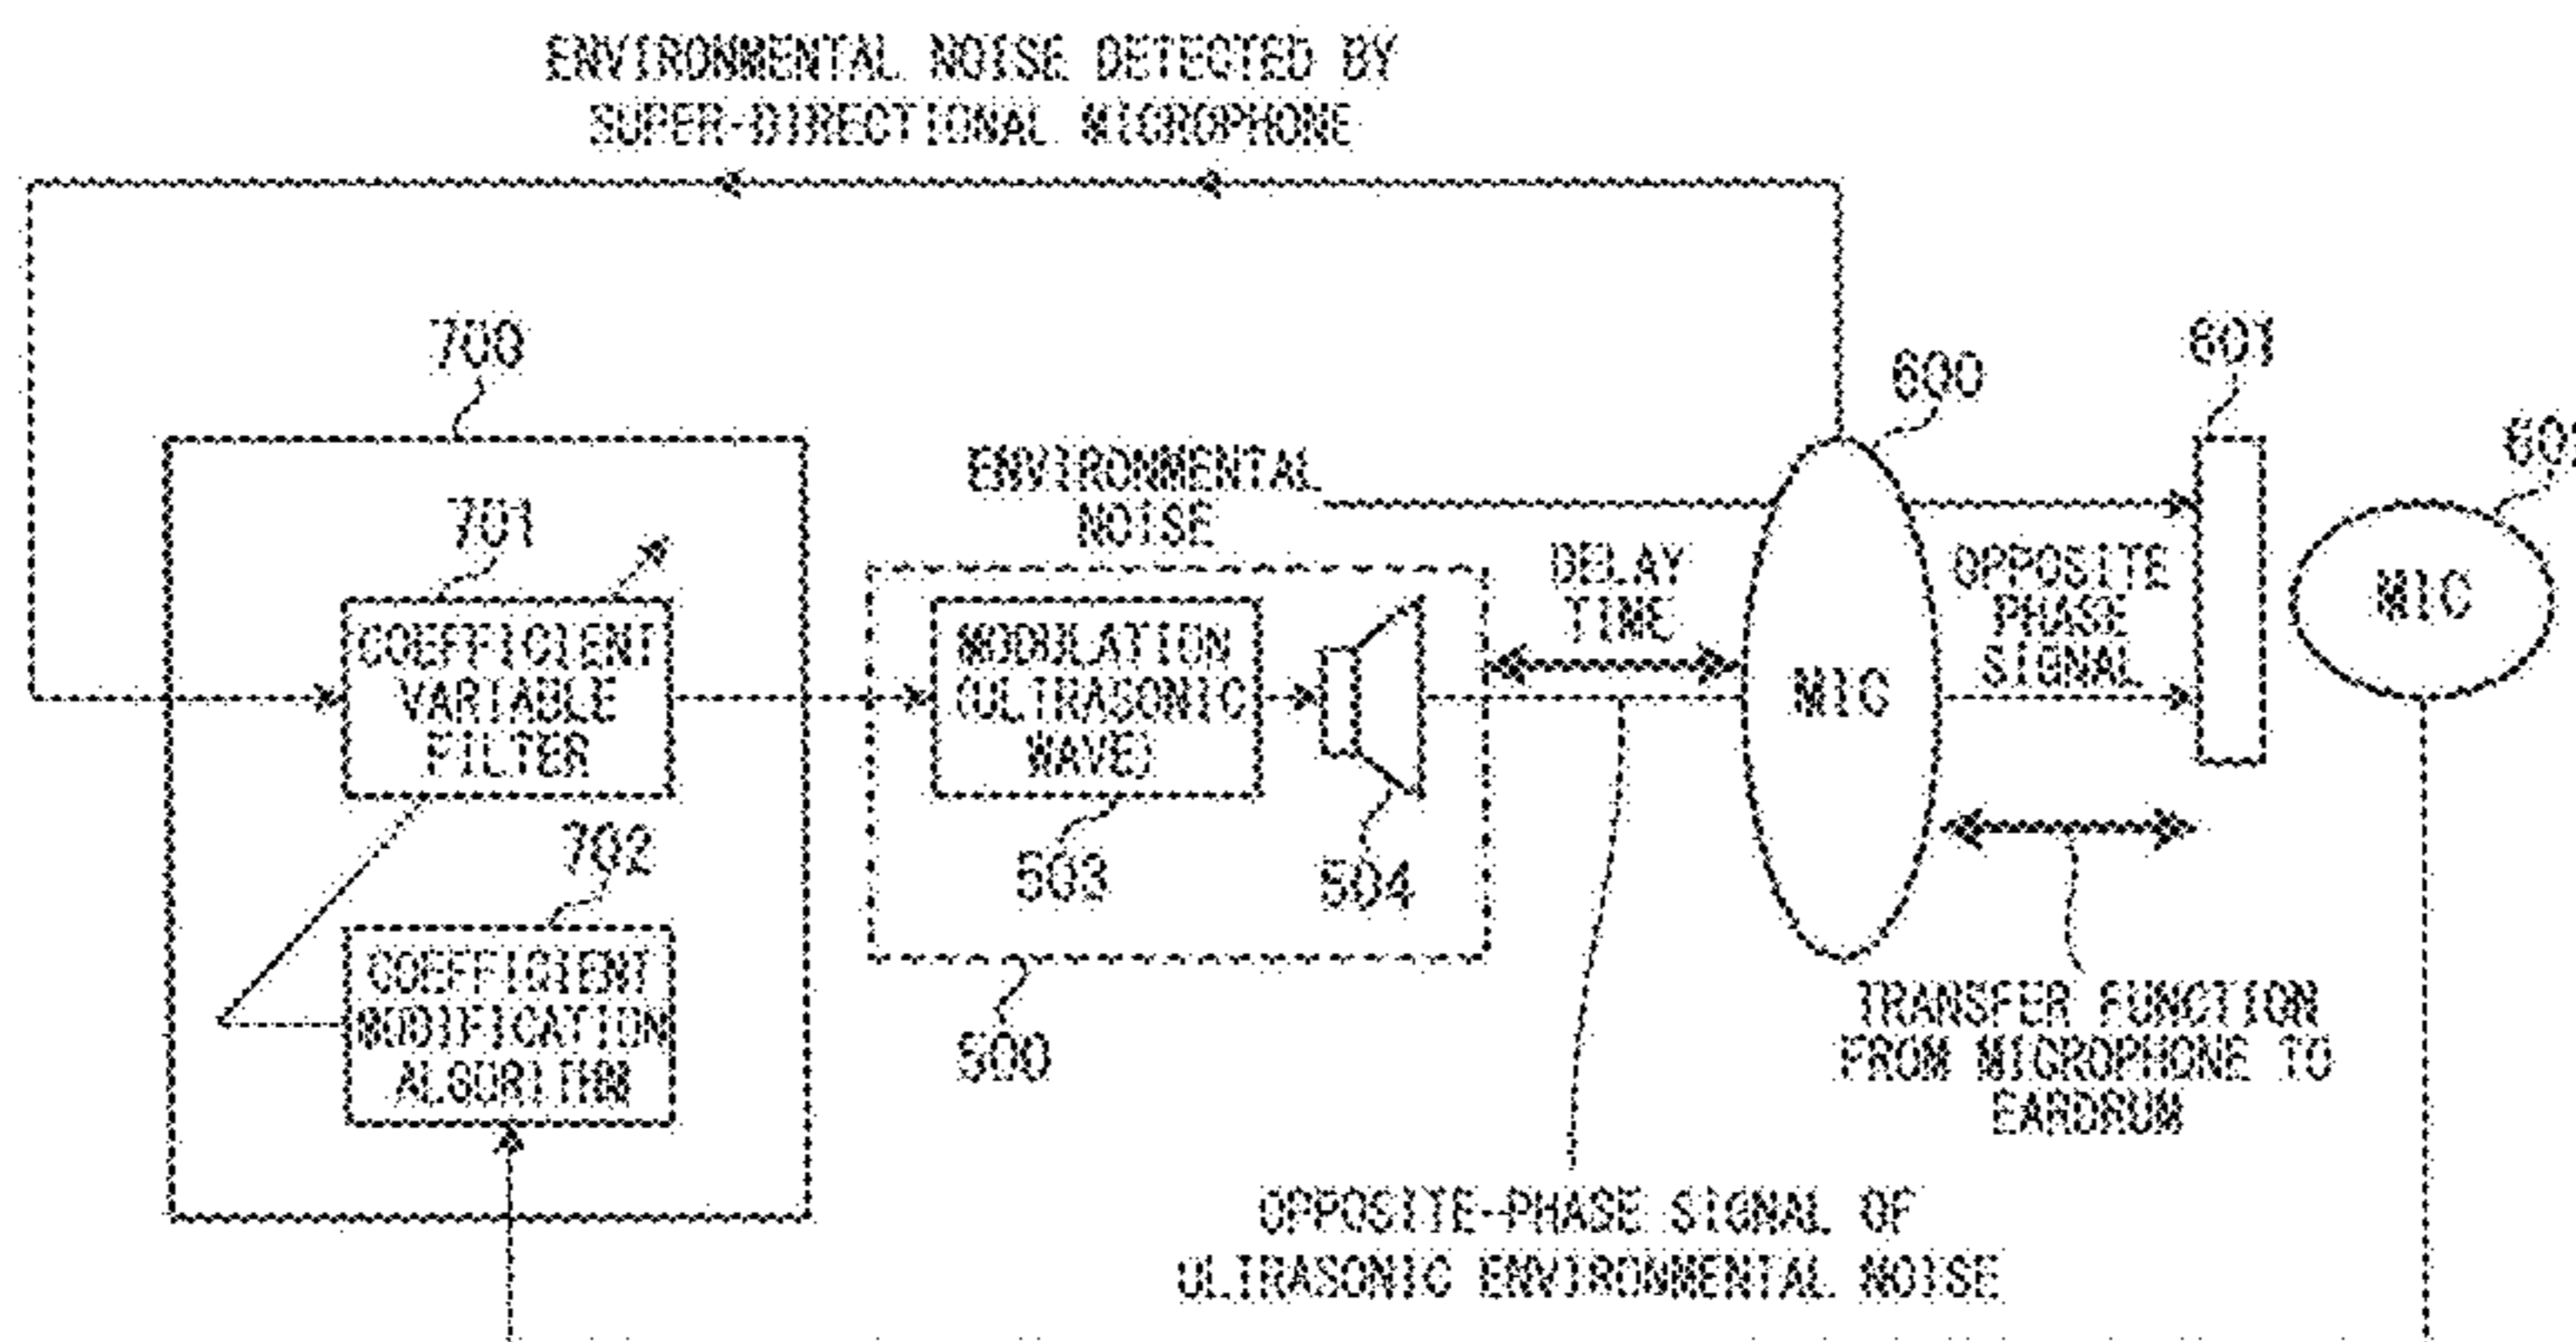 ENVIRONMENTAL NOISE DETECTED BY
SUPER-DIRECTIONAL MICROPHONE
700
600
601
ENVIRONMENTAL
NOISE
701
DELAY
TIME
OPPOSITE
PHASE
SIGNAL
MIC
COEFFICIENT
VARIABLE
FILTER
MODULATION
(ULTRASONIC
WAVE)
MIC
702
503
504
COEFFICIENT
MODIFICATION
ALGORITHM
500
TRANSFER FUNCTION
FROM MICROPHONE TO
EARDRUM
OPPOSITE-PHASE SIGNAL OF
ULTRASONIC ENVIRONMENTAL NOISE